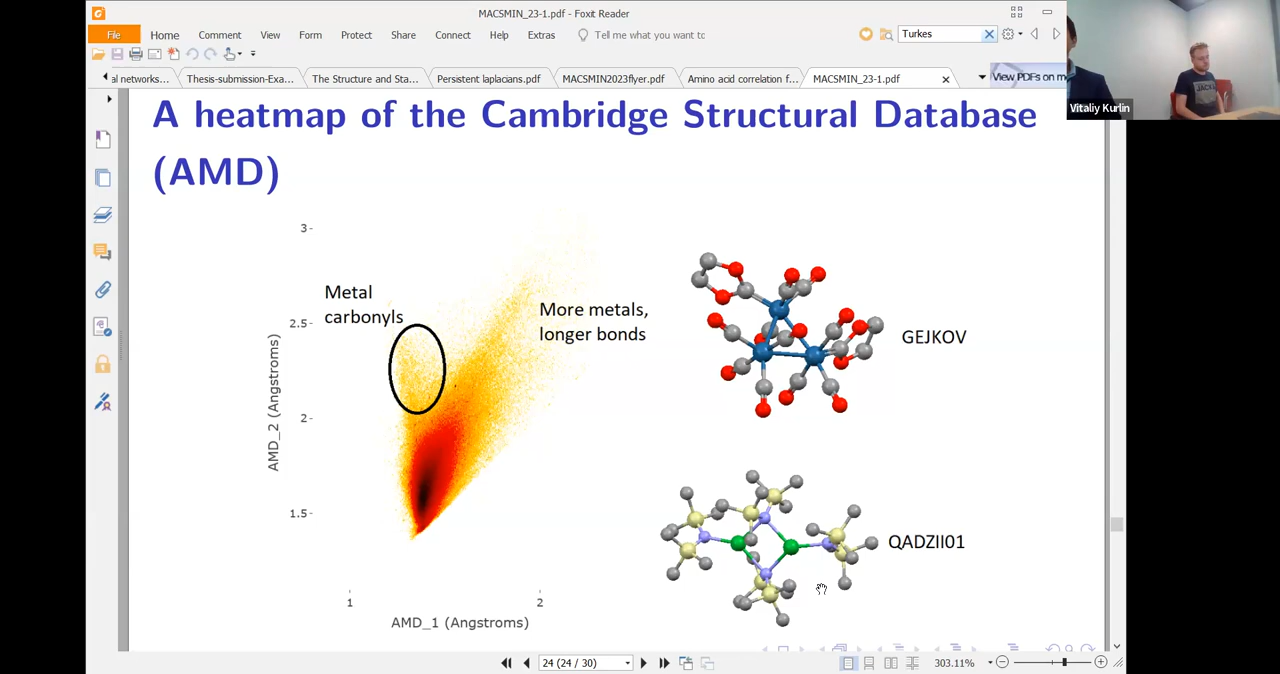 MACSMIN_23-1.pdf - Foxit Reader
File Home Comment View Form Protect Share Connect Help Extras Tell me what you want to
Turkes
al networks... Thesis-submission-Exa... The Structure and Sta... Persistent laplacians.pdf MACSMIN2023flyer.pdf Amino acid correlation f... MACSMIN_23-1.pdf
View PDFs on m
Vitaliy Kurlin
A heatmap of the Cambridge Structural Database
(AMD)
3
Metal
carbonyls
More metals,
longer bonds
2.5
AMD_2 (Angstroms)
2
1.5
1 2
AMD_1 (Angstroms)
GEJKOV
QADZII01
24 (24 / 30)
303.11%